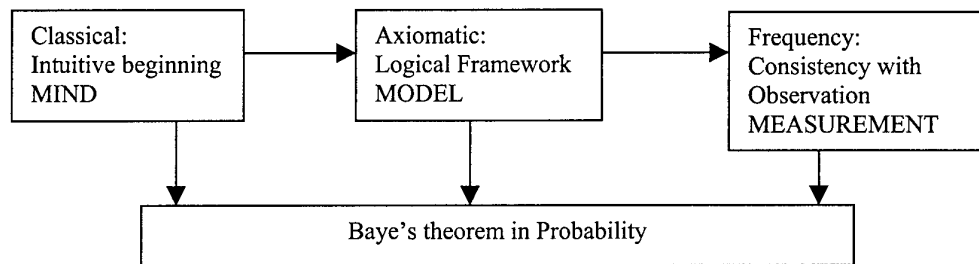 Classical:
Intuitive beginning
MIND
Axiomatic:
Logical Framework
MODEL
Frequency:
Consistency with
Observation
MEASUREMENT
Baye's theorem in Probability